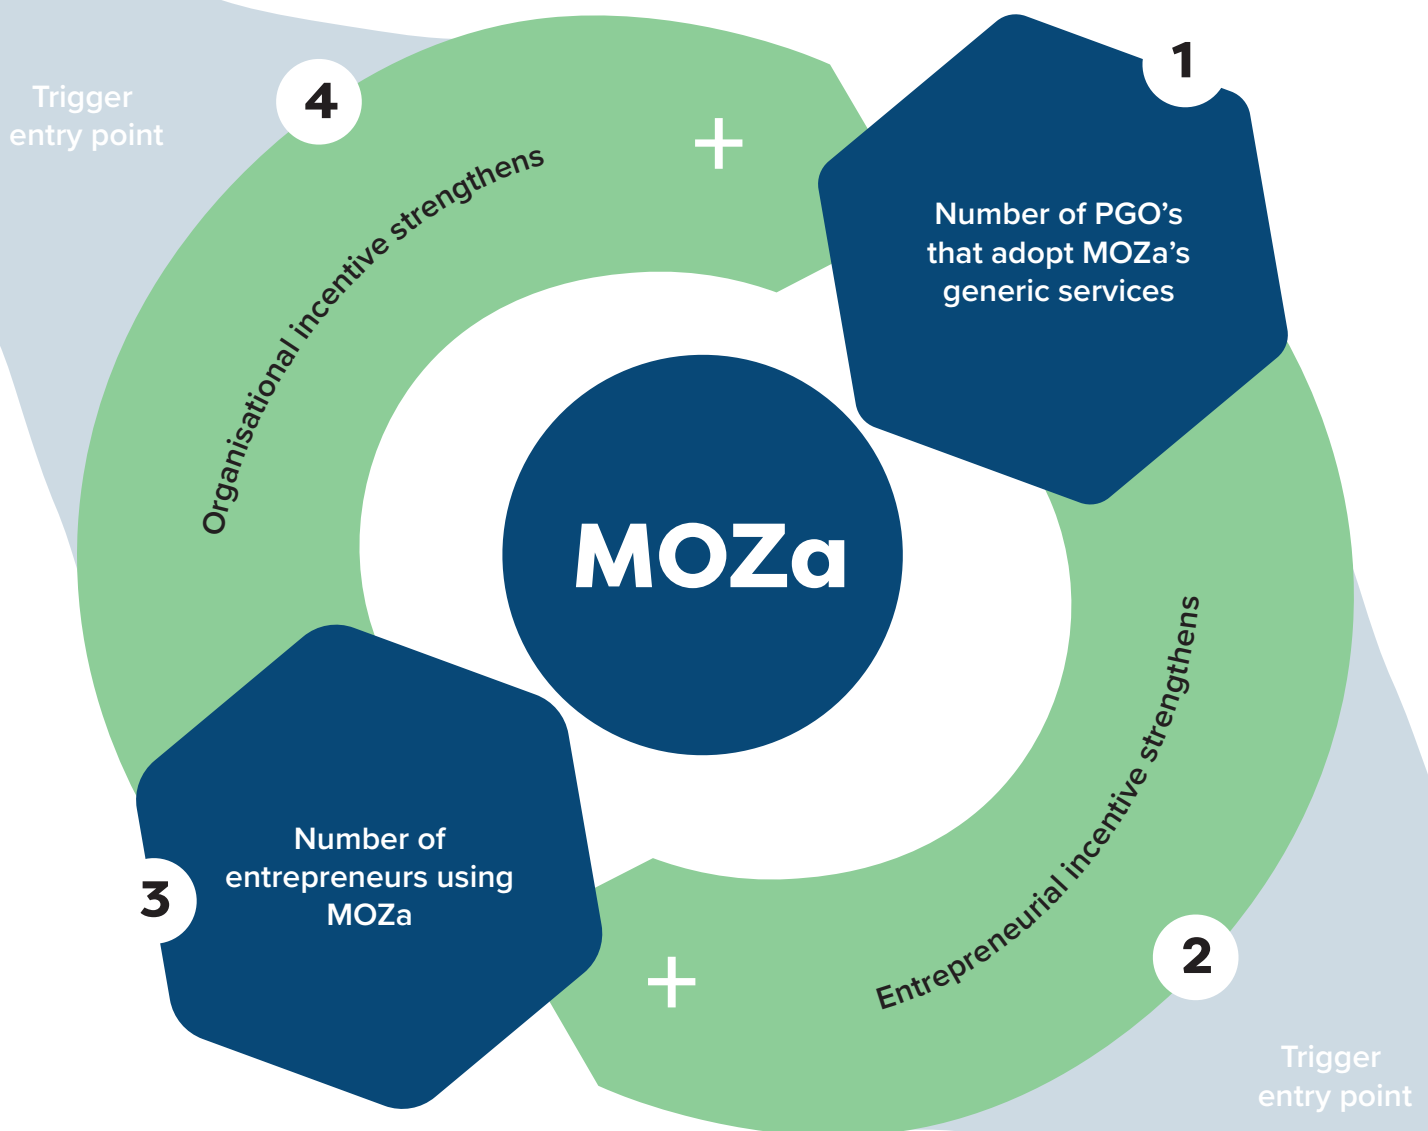 Trigger
entry point
4
Organisational incentive strengthens
+
1
Number of PGO’s
that adopt MOZa’s
generic services
MOZa
Entrepreneurial incentive strengthens
2
+
3
Number of
entrepreneurs using
MOZa
Trigger
entry point